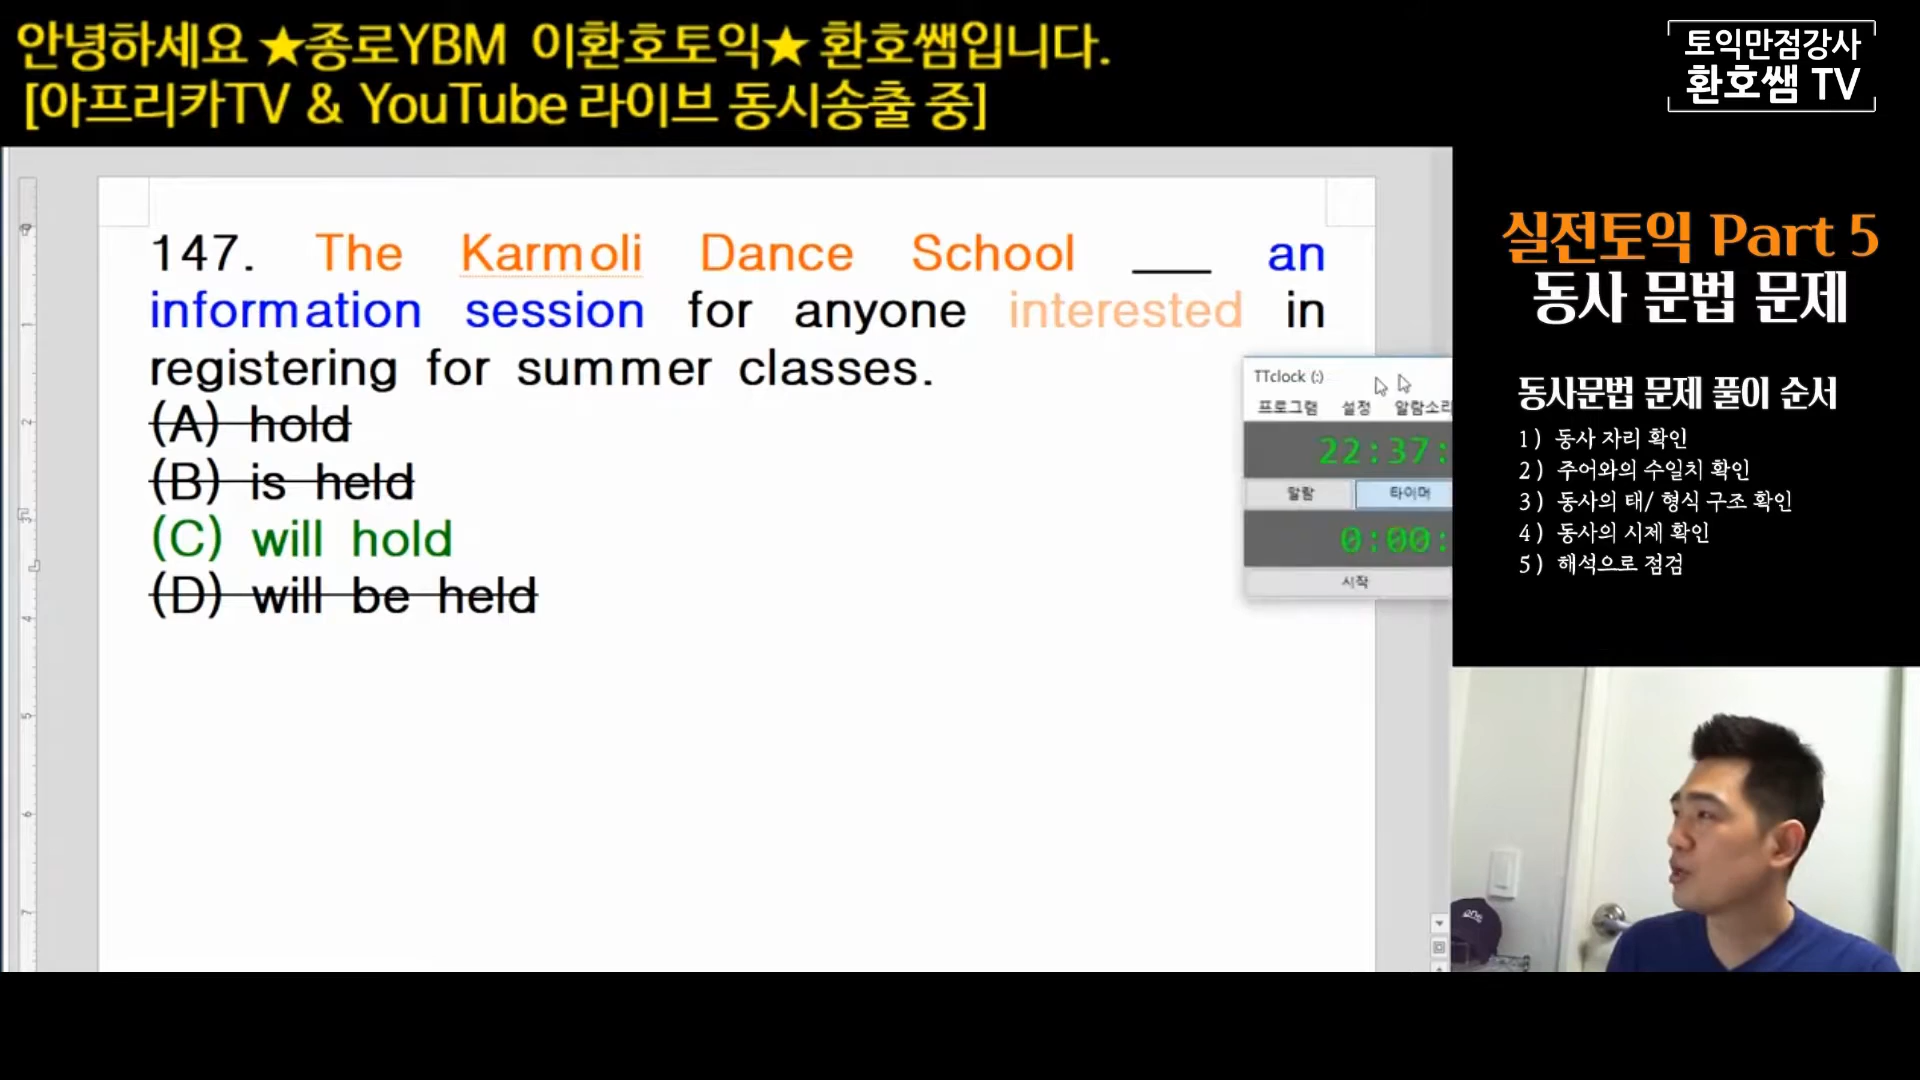 안녕하세요 ★종로YBM 이환호토익★ 환호쌤입니다.
[아프리카TV & YouTube 라이브 동시송출 중]
토익만점강사
환호쌤 TV
147. The Karmoli Dance School ___ an
information session for anyone interested in
registering for summer classes.
(A) hold
(B) is held
(C) will hold
(D) will be held
TTclock (:)
프로그램 설정 알람소리
22:37:
알람 타이머
0:00:
시작
실전토익 Part 5
동사 문법 문제
동사문법 문제 풀이 순서
1) 동사 자리 확인
2) 주어와의 수일치 확인
3) 동사의 태/ 형식 구조 확인
4) 동사의 시제 확인
5) 해석으로 점검